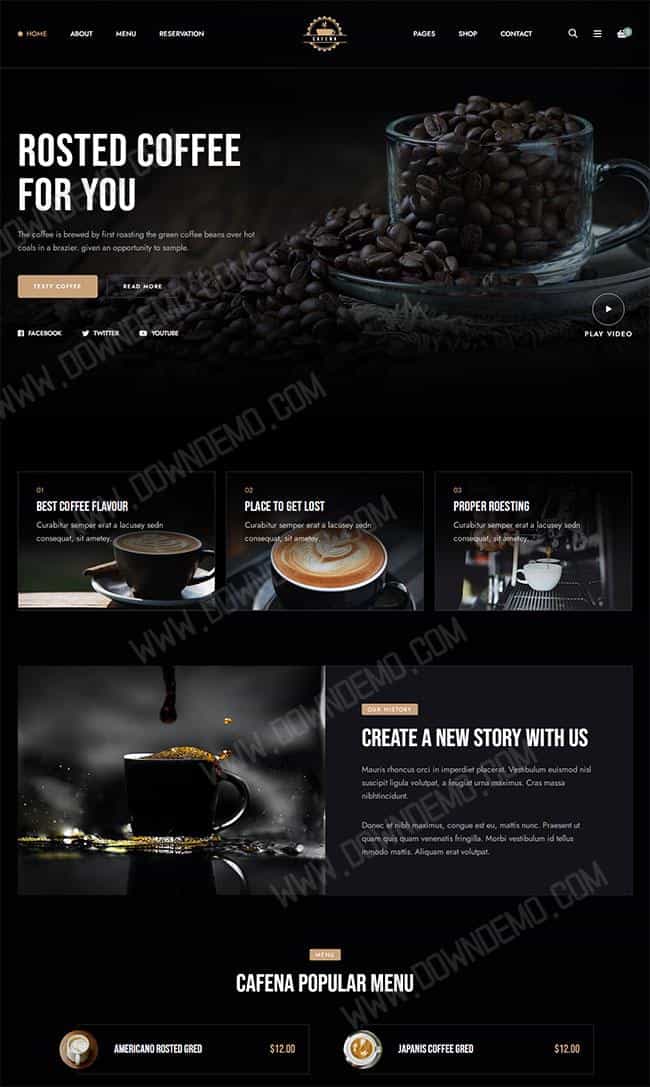 HOME ABOUT MENU RESERVATION
CAFENA
PAGES SHOP CONTACT
ROSTED COFFEE
FOR YOU
The coffee is brewed by first roasting the green coffee beans over hot
coals in a brazier. given an opportunity to sample.
TESTY COFFEE READ MORE
PLAY VIDEO
FACEBOOK TWITTER YOUTUBE
01
BEST COFFEE FLAVOUR
Curabitur semper erat a lacusey sedn
consequat, sit ametey.
02
PLACE TO GET LOST
Curabitur semper erat a lacusey sedn
consequat, sit ametey.
03
PROPER ROESTING
Curabitur semper erat a lacusey sedn
consequat, sit ametey.
OUR HISTORY
CREATE A NEW STORY WITH US
Mauris rhoncus orci in imperdiet placerat. Vestibulum euismod nisl
suscipit ligula volutpat, a feugiat urna maximus. Cras massa
nibhtincidunt.
Donec et nibh maximus, congue est eu, mattis nunc. Praesent ut
quam quis quam venenatis fringilla. Morbi vestibulum id tellus
mmodo mattis. Aliquam erat volutpat.
MENU
CAFENA POPULAR MENU
AMERICANO ROSTED GRED $12.00
JAPANIS COFFEE GRED $12.00
WWW.DOWNDEMO.COM
WWW.DOWNDEMO.COM
WWW.DOWNDEMO.COM
WWW.DOWNDEMO.COM
WWW.DOWNDEMO.COM